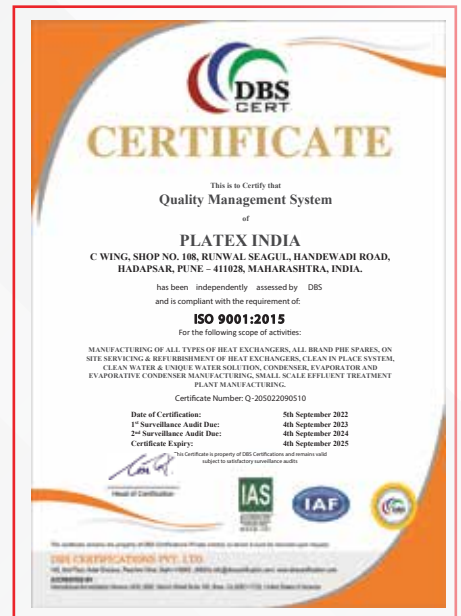 DBS
CERT
CERTIFICATE
This is to Certify that
Quality Management System
of
PLATEX INDIA
C WING, SHOP NO. 108, RUNWAL SEAGUL, HANDEWADI ROAD,
HADAPSAR, PUNE – 411028, MAHARASHTRA, INDIA.
has been independently assessed by DBS
and is compliant with the requirement of:
ISO 9001:2015
For the following scope of activities:
MANUFACTURING OF ALL TYPES OF HEAT EXCHANGERS, ALL BRAND PHE SPARES, ON
SITE SERVICING & REFURBISHMENT OF HEAT EXCHANGERS, CLEAN IN PLACE SYSTEM,
CLEAN WATER & UNIQUE WATER SOLUTION, CONDENSER, EVAPORATOR AND
EVAPORATIVE CONDENSER MANUFACTURING, SMALL SCALE EFFLUENT TREATMENT
PLANT MANUFACTURING.
Certificate Number: Q-205022090510
Date of Certification: 5th September 2022
1st Surveillance Audit Due: 4th September 2023
2nd Surveillance Audit Due: 4th September 2024
Certificate Expiry: 4th September 2025
This Certificate is property of DBS Certifications and remains valid
subject to satisfactory surveillance audits
Head of Certification
IAS
IAF
DBS
DBS CERTIFICATIONS PVT. LTD.